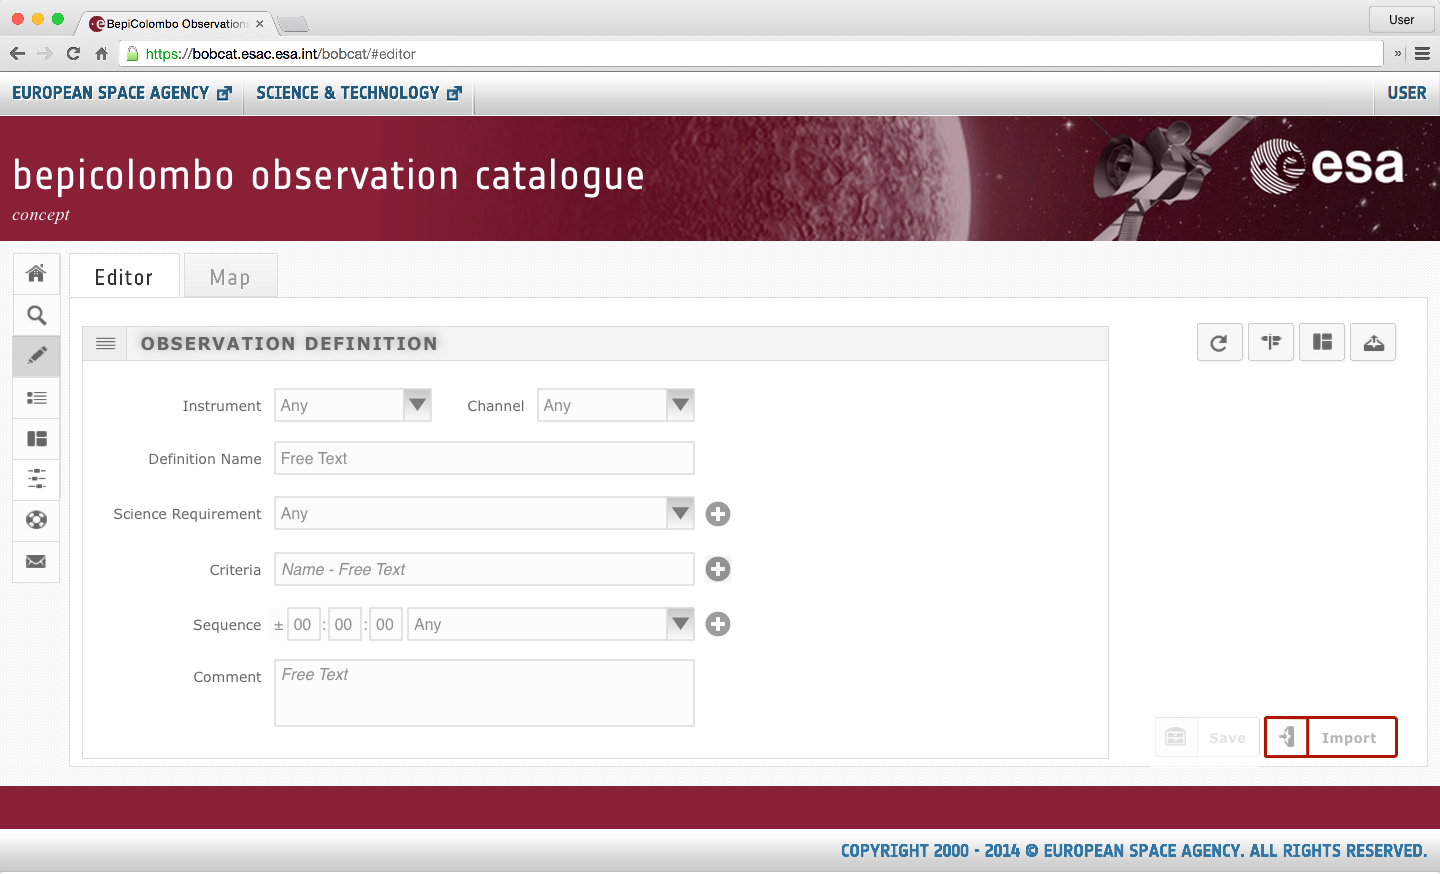 BepiColombo Observation
User
https://bobcat.esac.esa.int/bobcat/#editor
»
EUROPEAN SPACE AGENCY SCIENCE & TECHNOLOGY USER
bepicolombo observation catalogue
concept
esa
Editor Map
OBSERVATION DEFINITION
Instrument Any Channel Any
Definition Name Free Text
Science Requirement Any
Criteria Name - Free Text
Sequence ± 00 : 00 : 00 Any
Comment Free Text
Save Import
COPYRIGHT 2000 - 2014 © EUROPEAN SPACE AGENCY. ALL RIGHTS RESERVED.